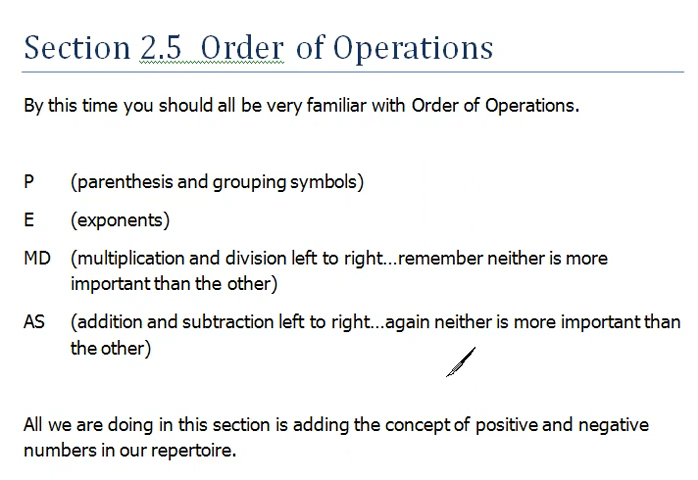 Section 2.5  Order of Operations
By this time you should all be very familiar with Order of Operations.
P (parenthesis and grouping symbols)
E (exponents)
MD (multiplication and division left to right...remember neither is more
important than the other)
AS (addition and subtraction left to right...again neither is more important than
the other)
All we are doing in this section is adding the concept of positive and negative
numbers in our repertoire.